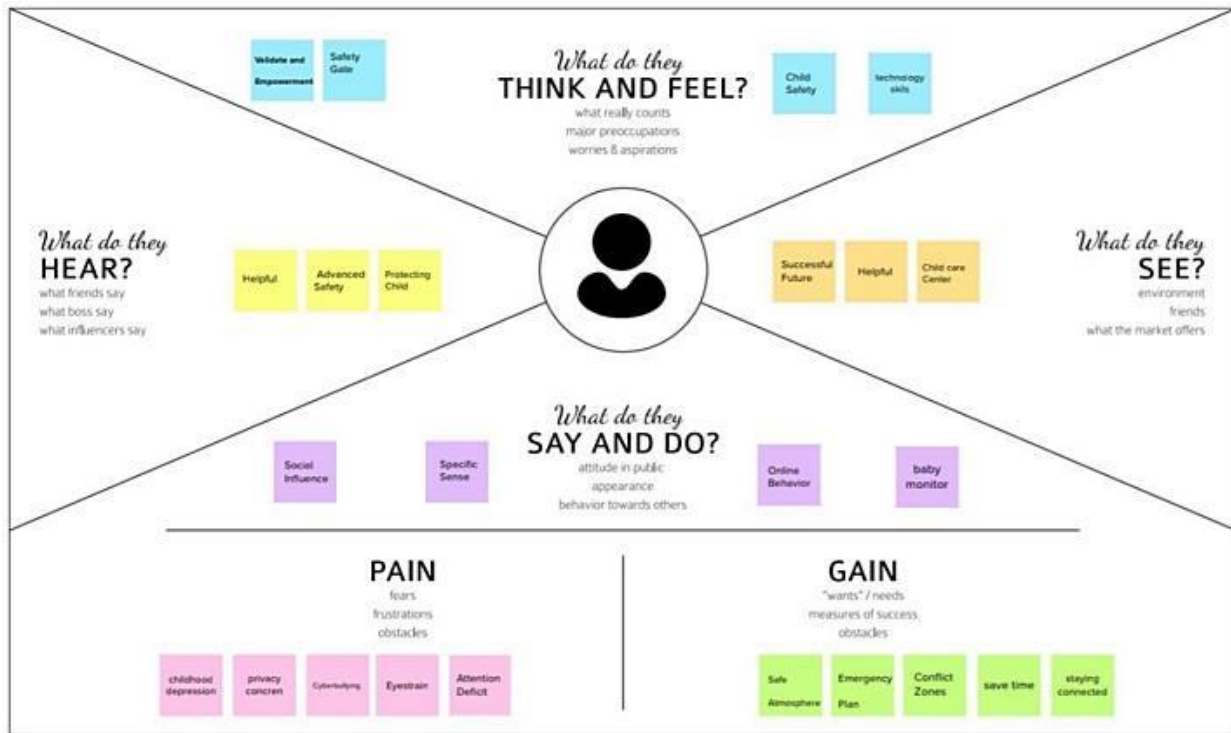 Velidate and
Empowerment
Safety
Gate
What do they
THINK AND FEEL?
what really counts
major preoccupations
worries & aspirations
Child
Safety
technology
skils
What do they
HEAR?
what friends say
what boss say
what influencers say
Helpful
Advanced
Safety
Protecting
Child
Successful
Future
Helpful
Child care
Center
What do they
SEE?
environment
friends
what the market offers
What do they
SAY AND DO?
attitude in public
appearance
behavior towards others
Social
Influence
Specific
Sense
Online
Behavior
baby
monitor
PAIN
fears
frustrations
obstacles
childhood
depression
privacy
concren
Cyberbullying
Eyestrain
Attention
Deficit
GAIN
"wants" / needs
measures of success
obstacles
Safe
Atmosphere
Emergency
Plan
Conflict
Zones
save time
staying
connected